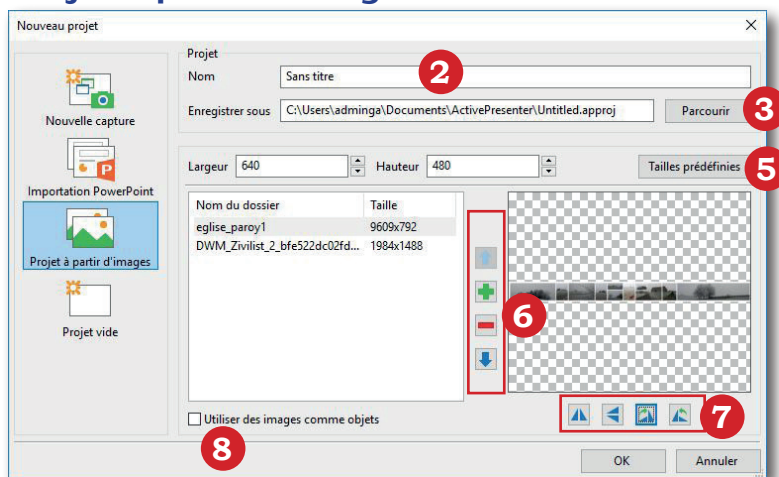 Nouveau projet
Projet
Nom
Sans titre
2
Enregistrer sous
C:\Users\adminga\Documents\ActivePresenter\Untitled.approj
Parcourir
3
Nouvelle capture
Importation PowerPoint
Projet à partir d'images
Projet vide
Largeur
640
Hauteur
480
Tailles prédéfinies
5
Nom du dossier
Taille
eglise_paroy1
9609x792
DWM_Zivilist_2_bfe522dc02fd...
1984x1488
6
7
Utiliser des images comme objets
8
OK
Annuler